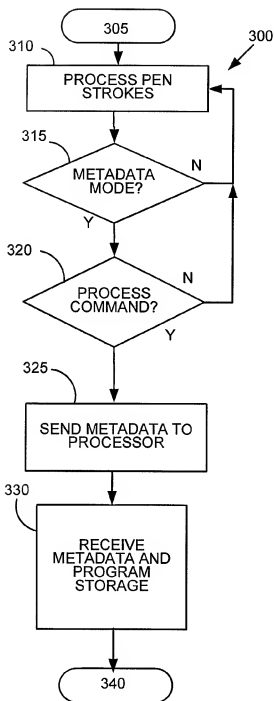 305
310
300
PROCESS PEN
STROKES
315
METADATA
MODE?
N
Y
320
PROCESS
COMMAND?
N
Y
325
SEND METADATA TO
PROCESSOR
330
RECEIVE
METADATA AND
PROGRAM
STORAGE
340